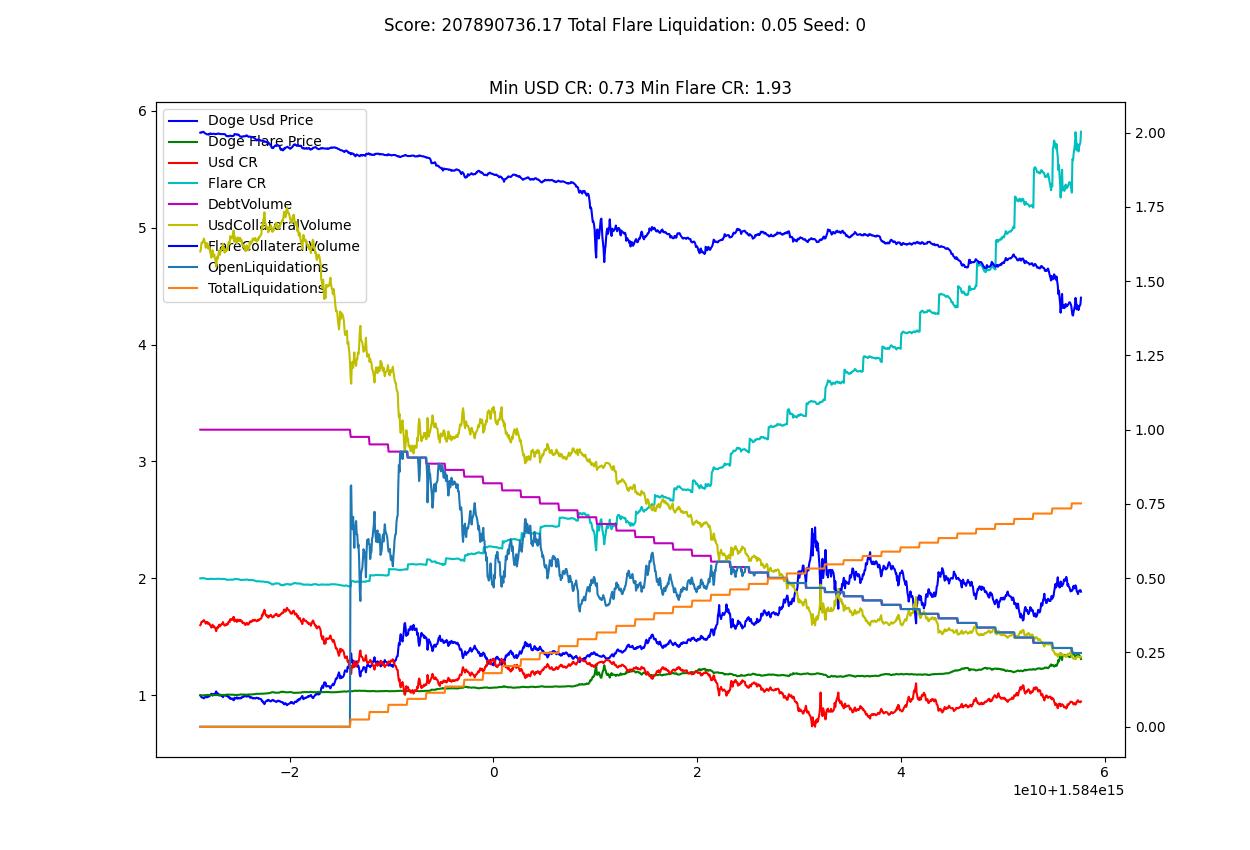 Score: 207890736.17 Total Flare Liquidation: 0.05 Seed: 0
Min USD CR: 0.73 Min Flare CR: 1.93
Doge Usd Price
Doge Flare Price
Usd CR
Flare CR
DebtVolume
UsdCollateralVolume
FlareCollateralVolume
OpenLiquidations
TotalLiquidations
6
5
4
3
2
1
2.00
1.75
1.50
1.25
1.00
0.75
0.50
0.25
0.00
−2 0 2 4 6
1e10+1.584e15